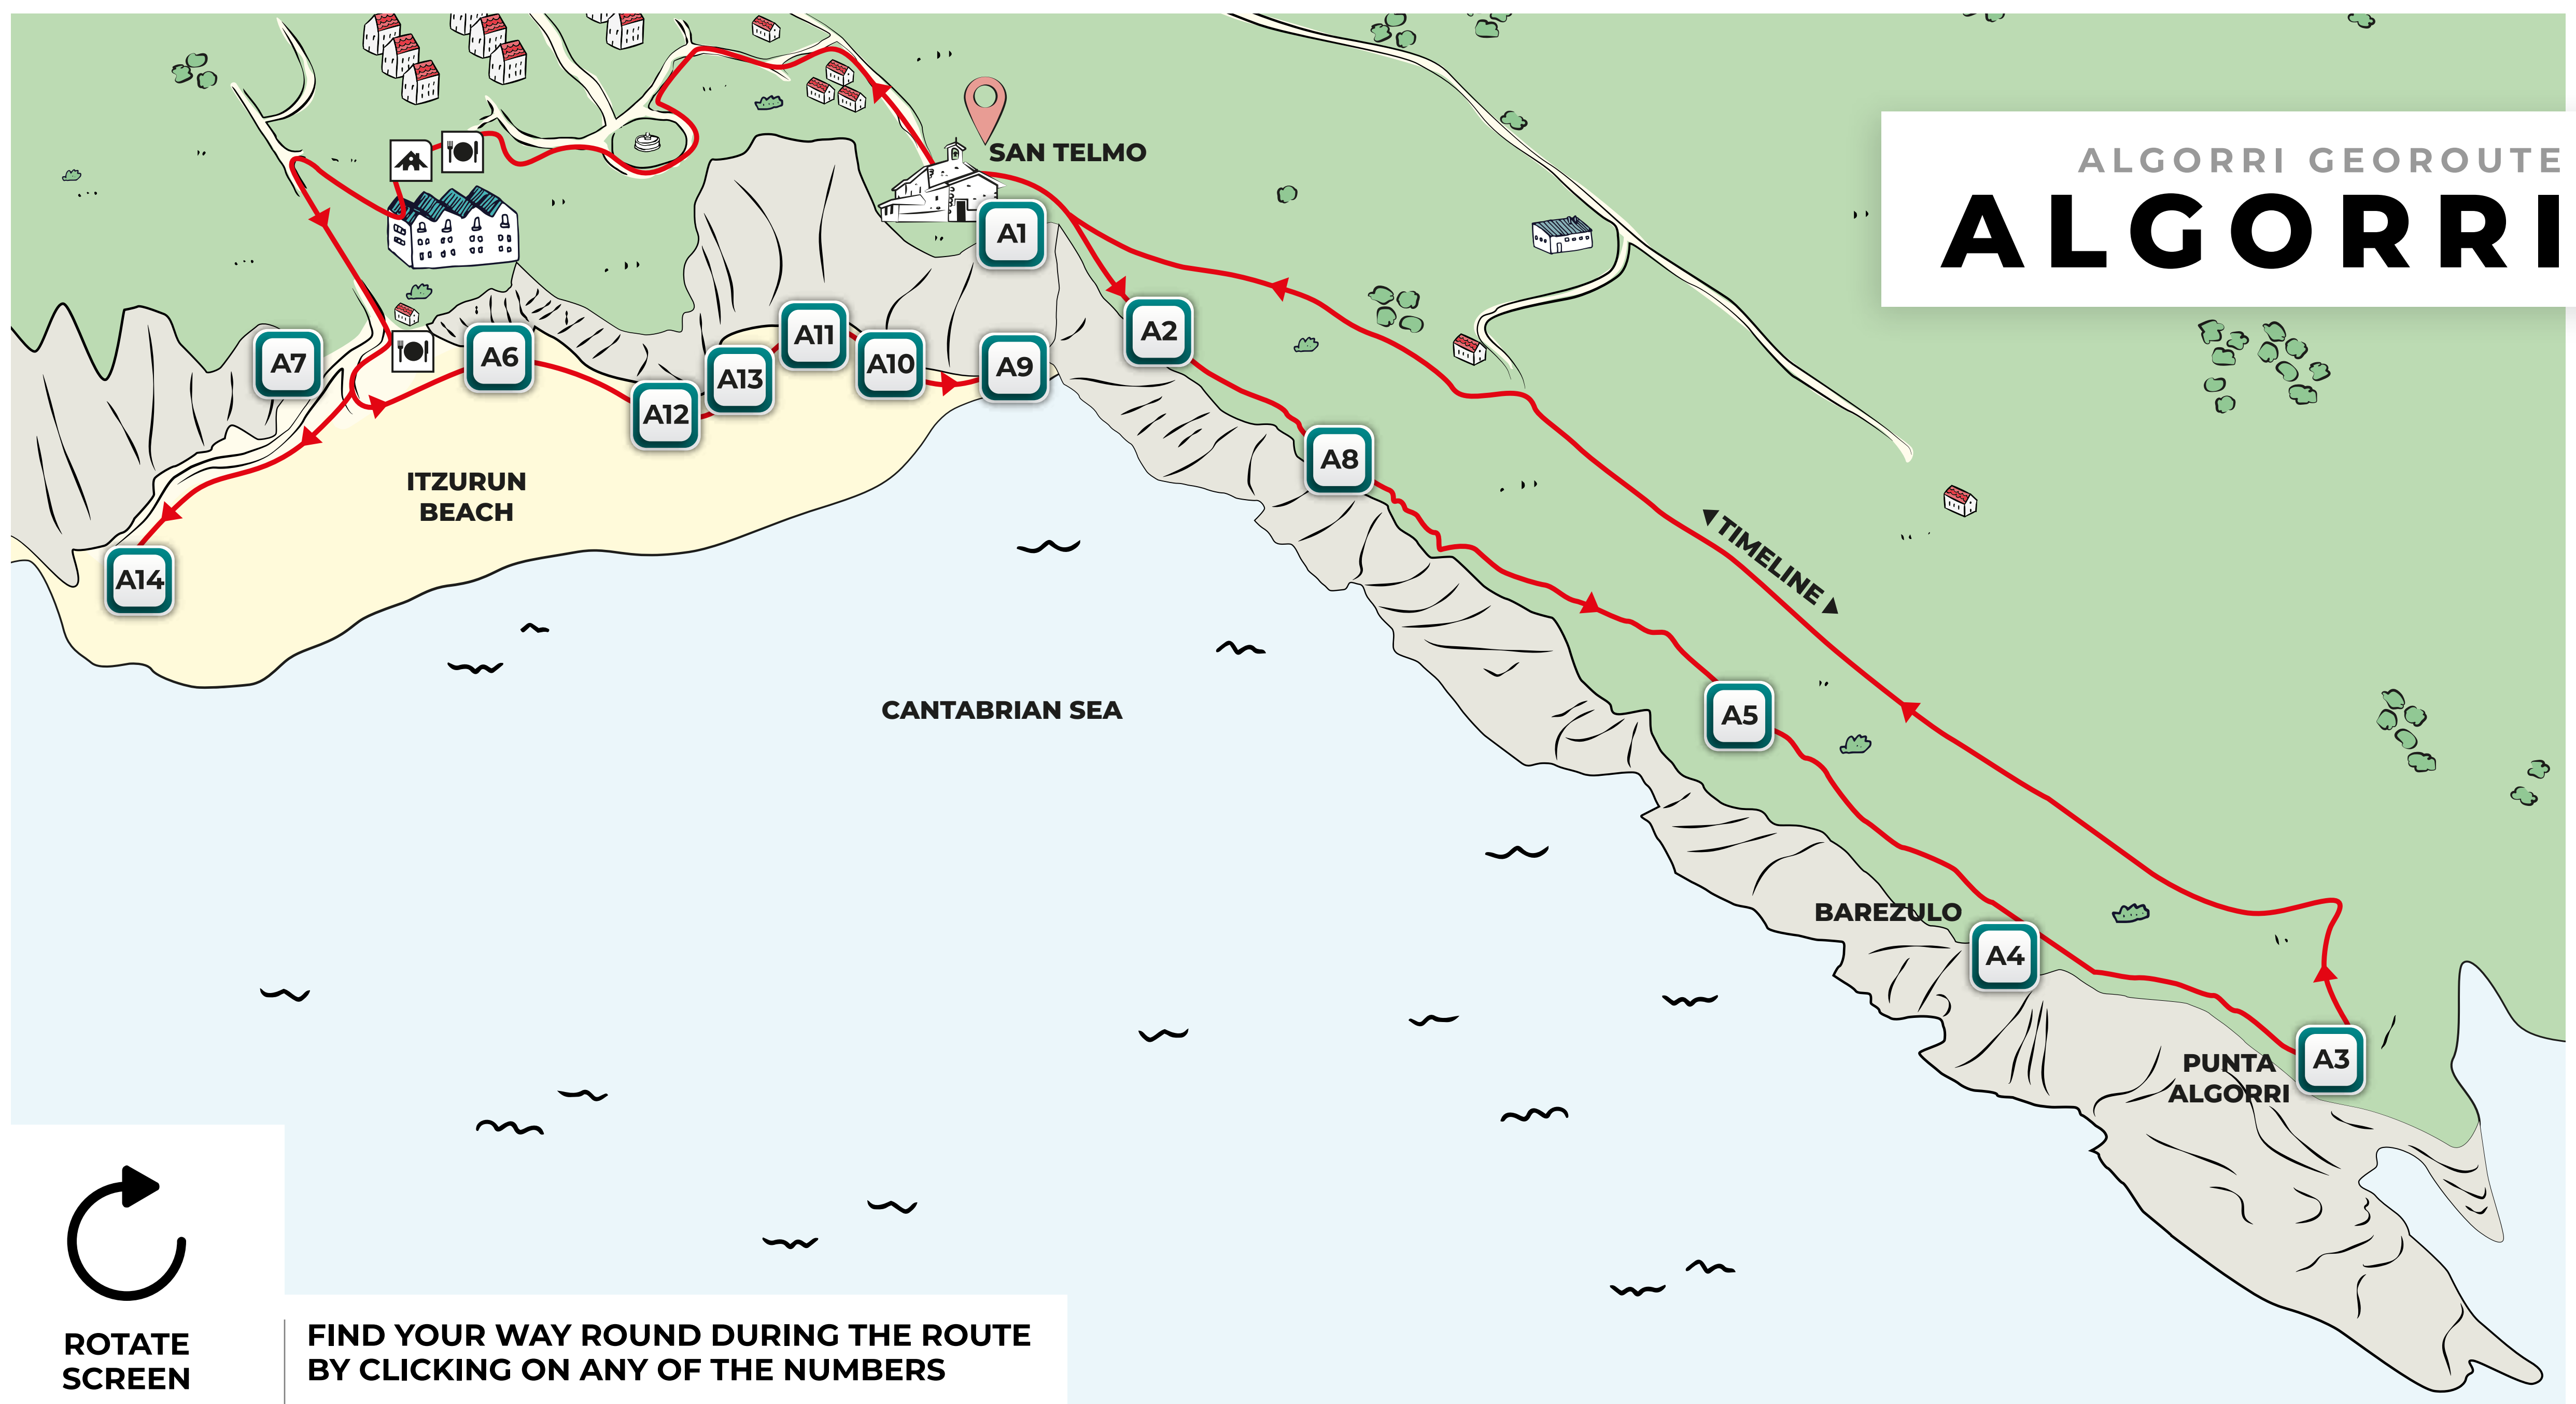 ALGORRI GEOROUTE
ALGORRI
SAN TELMO
A1
A2
A11
A7
A6
A13
A10
A9
A12
A8
ITZURUN
BEACH
A14
◄TIMELINE►
CANTABRIAN SEA
A5
BAREZULO
A4
PUNTA
ALGORRI
A3
ROTATE
SCREEN
FIND YOUR WAY ROUND DURING THE ROUTE
BY CLICKING ON ANY OF THE NUMBERS